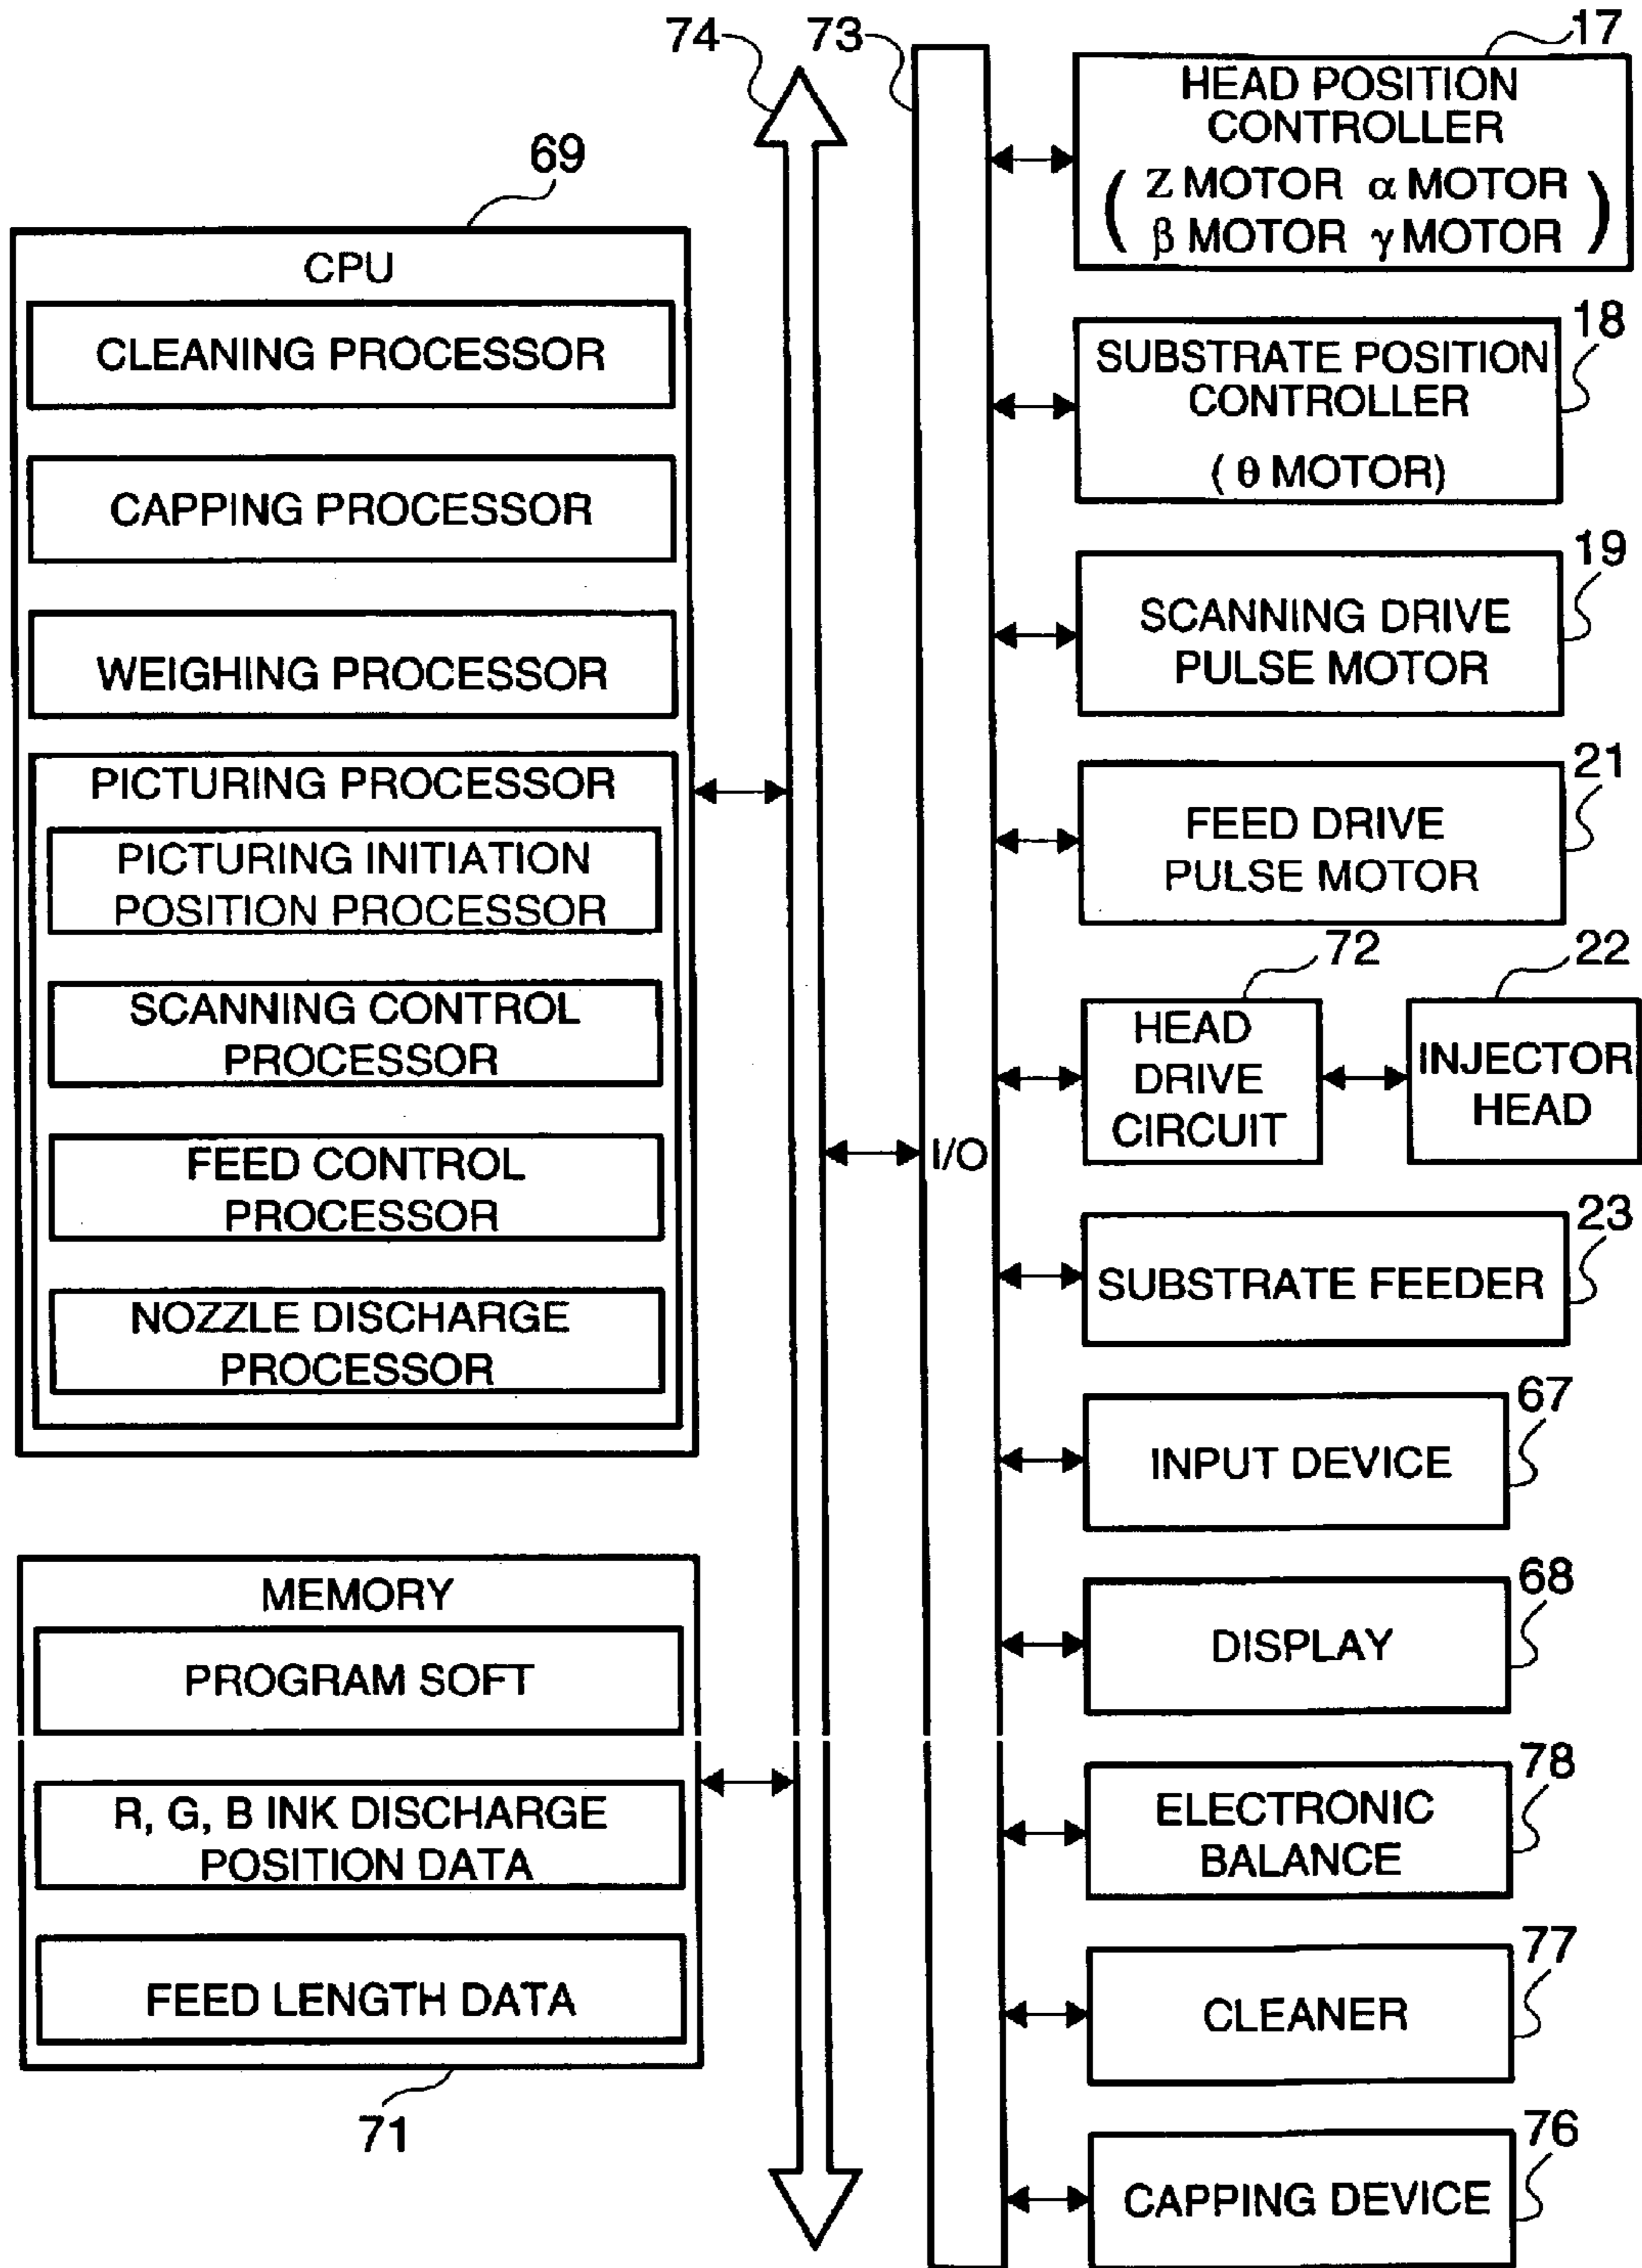 74
73
17
HEAD POSITION
CONTROLLER
( Z MOTOR α MOTOR
β MOTOR γ MOTOR )
69
CPU
CLEANING PROCESSOR
CAPPING PROCESSOR
WEIGHING PROCESSOR
PICTURING PROCESSOR
PICTURING INITIATION
POSITION PROCESSOR
SCANNING CONTROL
PROCESSOR
FEED CONTROL
PROCESSOR
NOZZLE DISCHARGE
PROCESSOR
MEMORY
PROGRAM SOFT
R, G, B INK DISCHARGE
POSITION DATA
FEED LENGTH DATA
71
I/O
18
SUBSTRATE POSITION
CONTROLLER
( θ MOTOR)
19
SCANNING DRIVE
PULSE MOTOR
21
FEED DRIVE
PULSE MOTOR
72
HEAD
DRIVE
CIRCUIT
22
INJECTOR
HEAD
23
SUBSTRATE FEEDER
67
INPUT DEVICE
68
DISPLAY
78
ELECTRONIC
BALANCE
77
CLEANER
76
CAPPING DEVICE